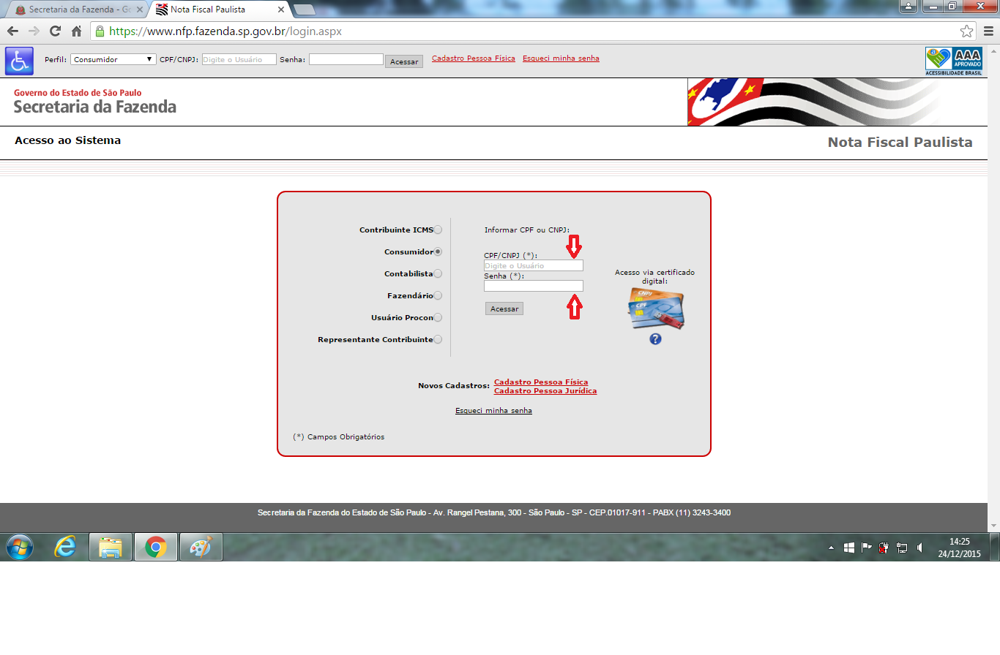 Secretaria da Fazenda - Go
Nota Fiscal Paulista
https://www.nfp.fazenda.sp.gov.br/login.aspx
Perfil: Consumidor CPF/CNPJ: Digite o Usuário Senha: Acessar Cadastro Pessoa Física Esqueci minha senha
AAA
APROVADO
ACESSIBILIDADE BRASIL
Governo do Estado de São Paulo
Secretaria da Fazenda
Acesso ao Sistema
Nota Fiscal Paulista
Contribuinte ICMS
Consumidor
Contabilista
Fazendário
Usuário Procon
Representante Contribuinte
Informar CPF ou CNPJ:
CPF/CNPJ (*):
Digite o Usuário
Senha (*):
Acessar
Acesso via certificado
digital:
CNPJ
CPF
?
Novos Cadastros: Cadastro Pessoa Física
Cadastro Pessoa Jurídica
Esqueci minha senha
(*) Campos Obrigatórios
Secretaria da Fazenda do Estado de São Paulo - Av. Rangel Pestana, 300 - São Paulo - SP - CEP.01017-911 - PABX (11) 3243-3400
14:25
24/12/2015